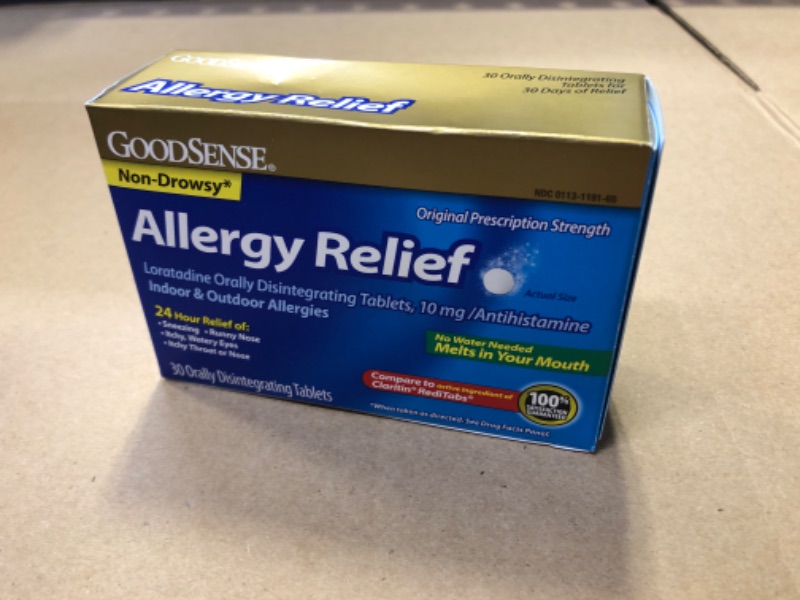 GOODSENSE
Allergy Relief
30 Orally Disintegrating
Tablets for
30 Days of Relief
GOODSENSE®
Non-Drowsy*
NDC 0113-1191-60
Original Prescription Strength
Allergy Relief
Loratadine Orally Disintegrating Tablets, 10 mg /Antihistamine
Indoor & Outdoor Allergies
Actual Size
24 Hour Relief of:
•Sneezing •Runny Nose
•Itchy, Watery Eyes
•Itchy Throat or Nose
No Water Needed
Melts in Your Mouth
30 Orally Disintegrating Tablets
Compare to active ingredient of
Claritin® RediTabs®
100%
SATISFACTION
GUARANTEED
*When taken as directed. See Drug Facts Panel.